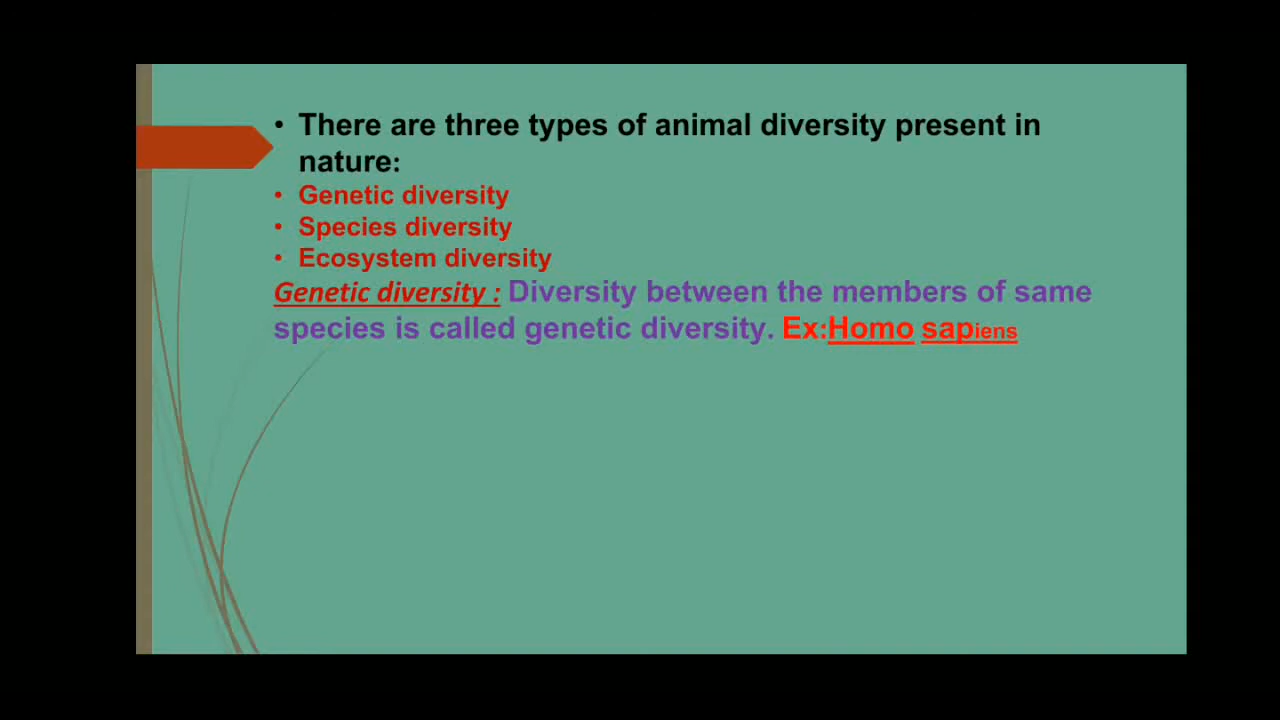 • There are three types of animal diversity present in
nature:
• Genetic diversity
• Species diversity
• Ecosystem diversity
Genetic diversity : Diversity between the members of same
species is called genetic diversity. Ex:Homo sapiens